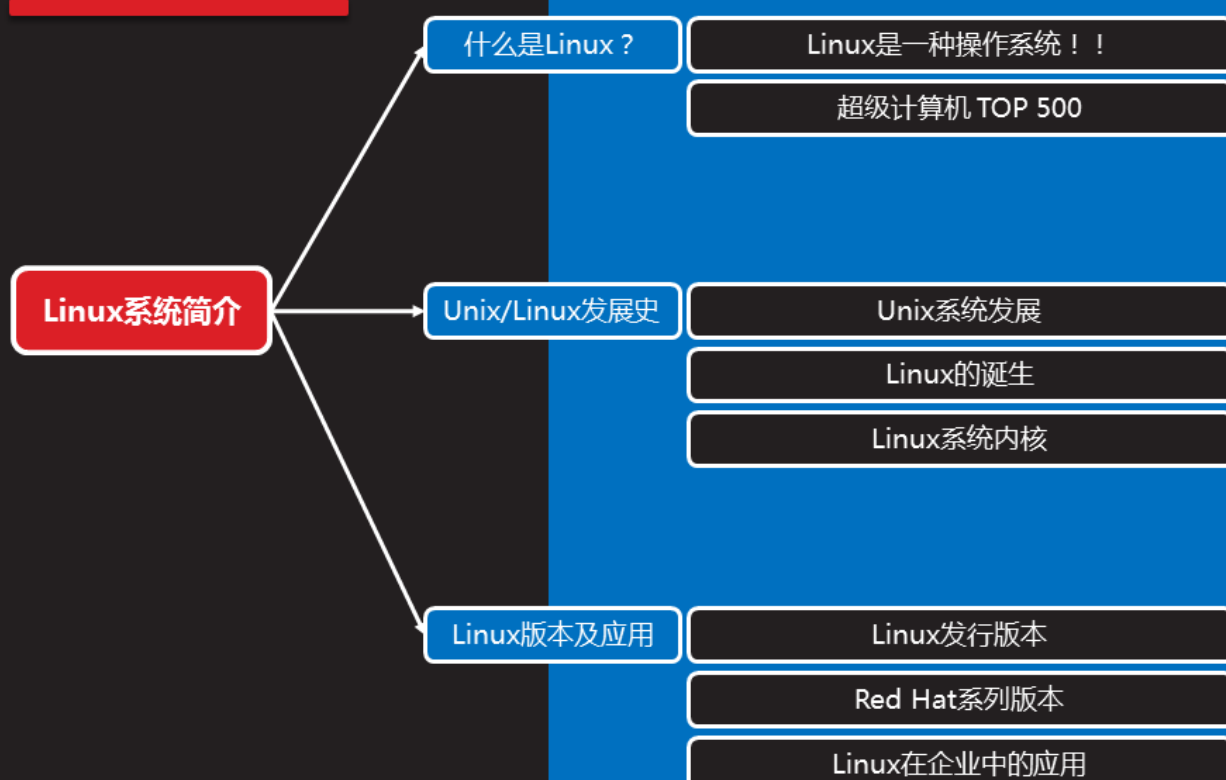 什么是Linux？
Linux是一种操作系统！！
超级计算机 TOP 500
Linux系统简介
Unix/Linux发展史
Unix系统发展
Linux的诞生
Linux系统内核
Linux版本及应用
Linux发行版本
Red Hat系列版本
Linux在企业中的应用